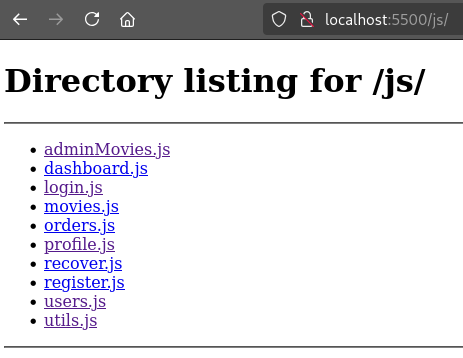 localhost:5500/js/
Directory listing for /js/
adminMovies.js
dashboard.js
login.js
movies.js
orders.js
profile.js
recover.js
register.js
users.js
utils.js